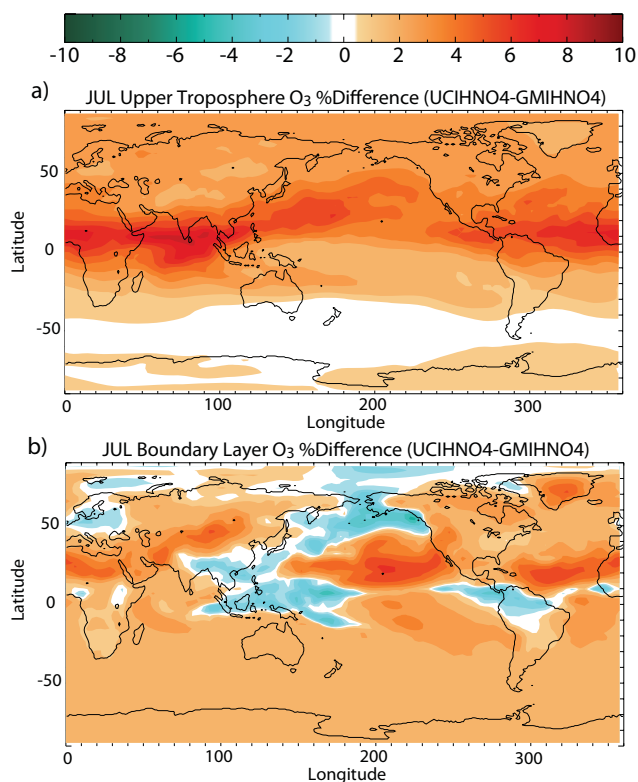 -10 -8 -6 -4 -2 0 2 4 6 8 10
a)
JUL Upper Troposphere O3 %Difference (UCIHNO4-GMIHNO4)
50
0
-50
Latitude
0 100 200 300
Longitude
b)
JUL Boundary Layer O3 %Difference (UCIHNO4-GMIHNO4)
50
0
-50
Latitude
0 100 200 300
Longitude